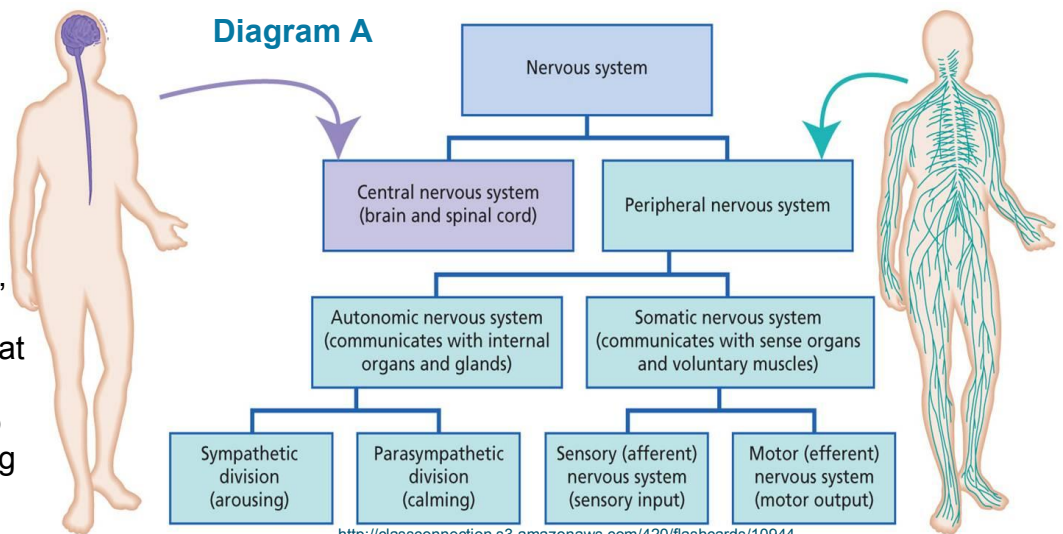 Diagram A
Nervous system
Central nervous system
(brain and spinal cord)
Peripheral nervous system
,
at
g
Autonomic nervous system
(communicates with internal
organs and glands)
Somatic nervous system
(communicates with sense organs
and voluntary muscles)
Sympathetic
division
(arousing)
Parasympathetic
division
(calming)
Sensory (afferent)
nervous system
(sensory input)
Motor (efferent)
nervous system
(motor output)